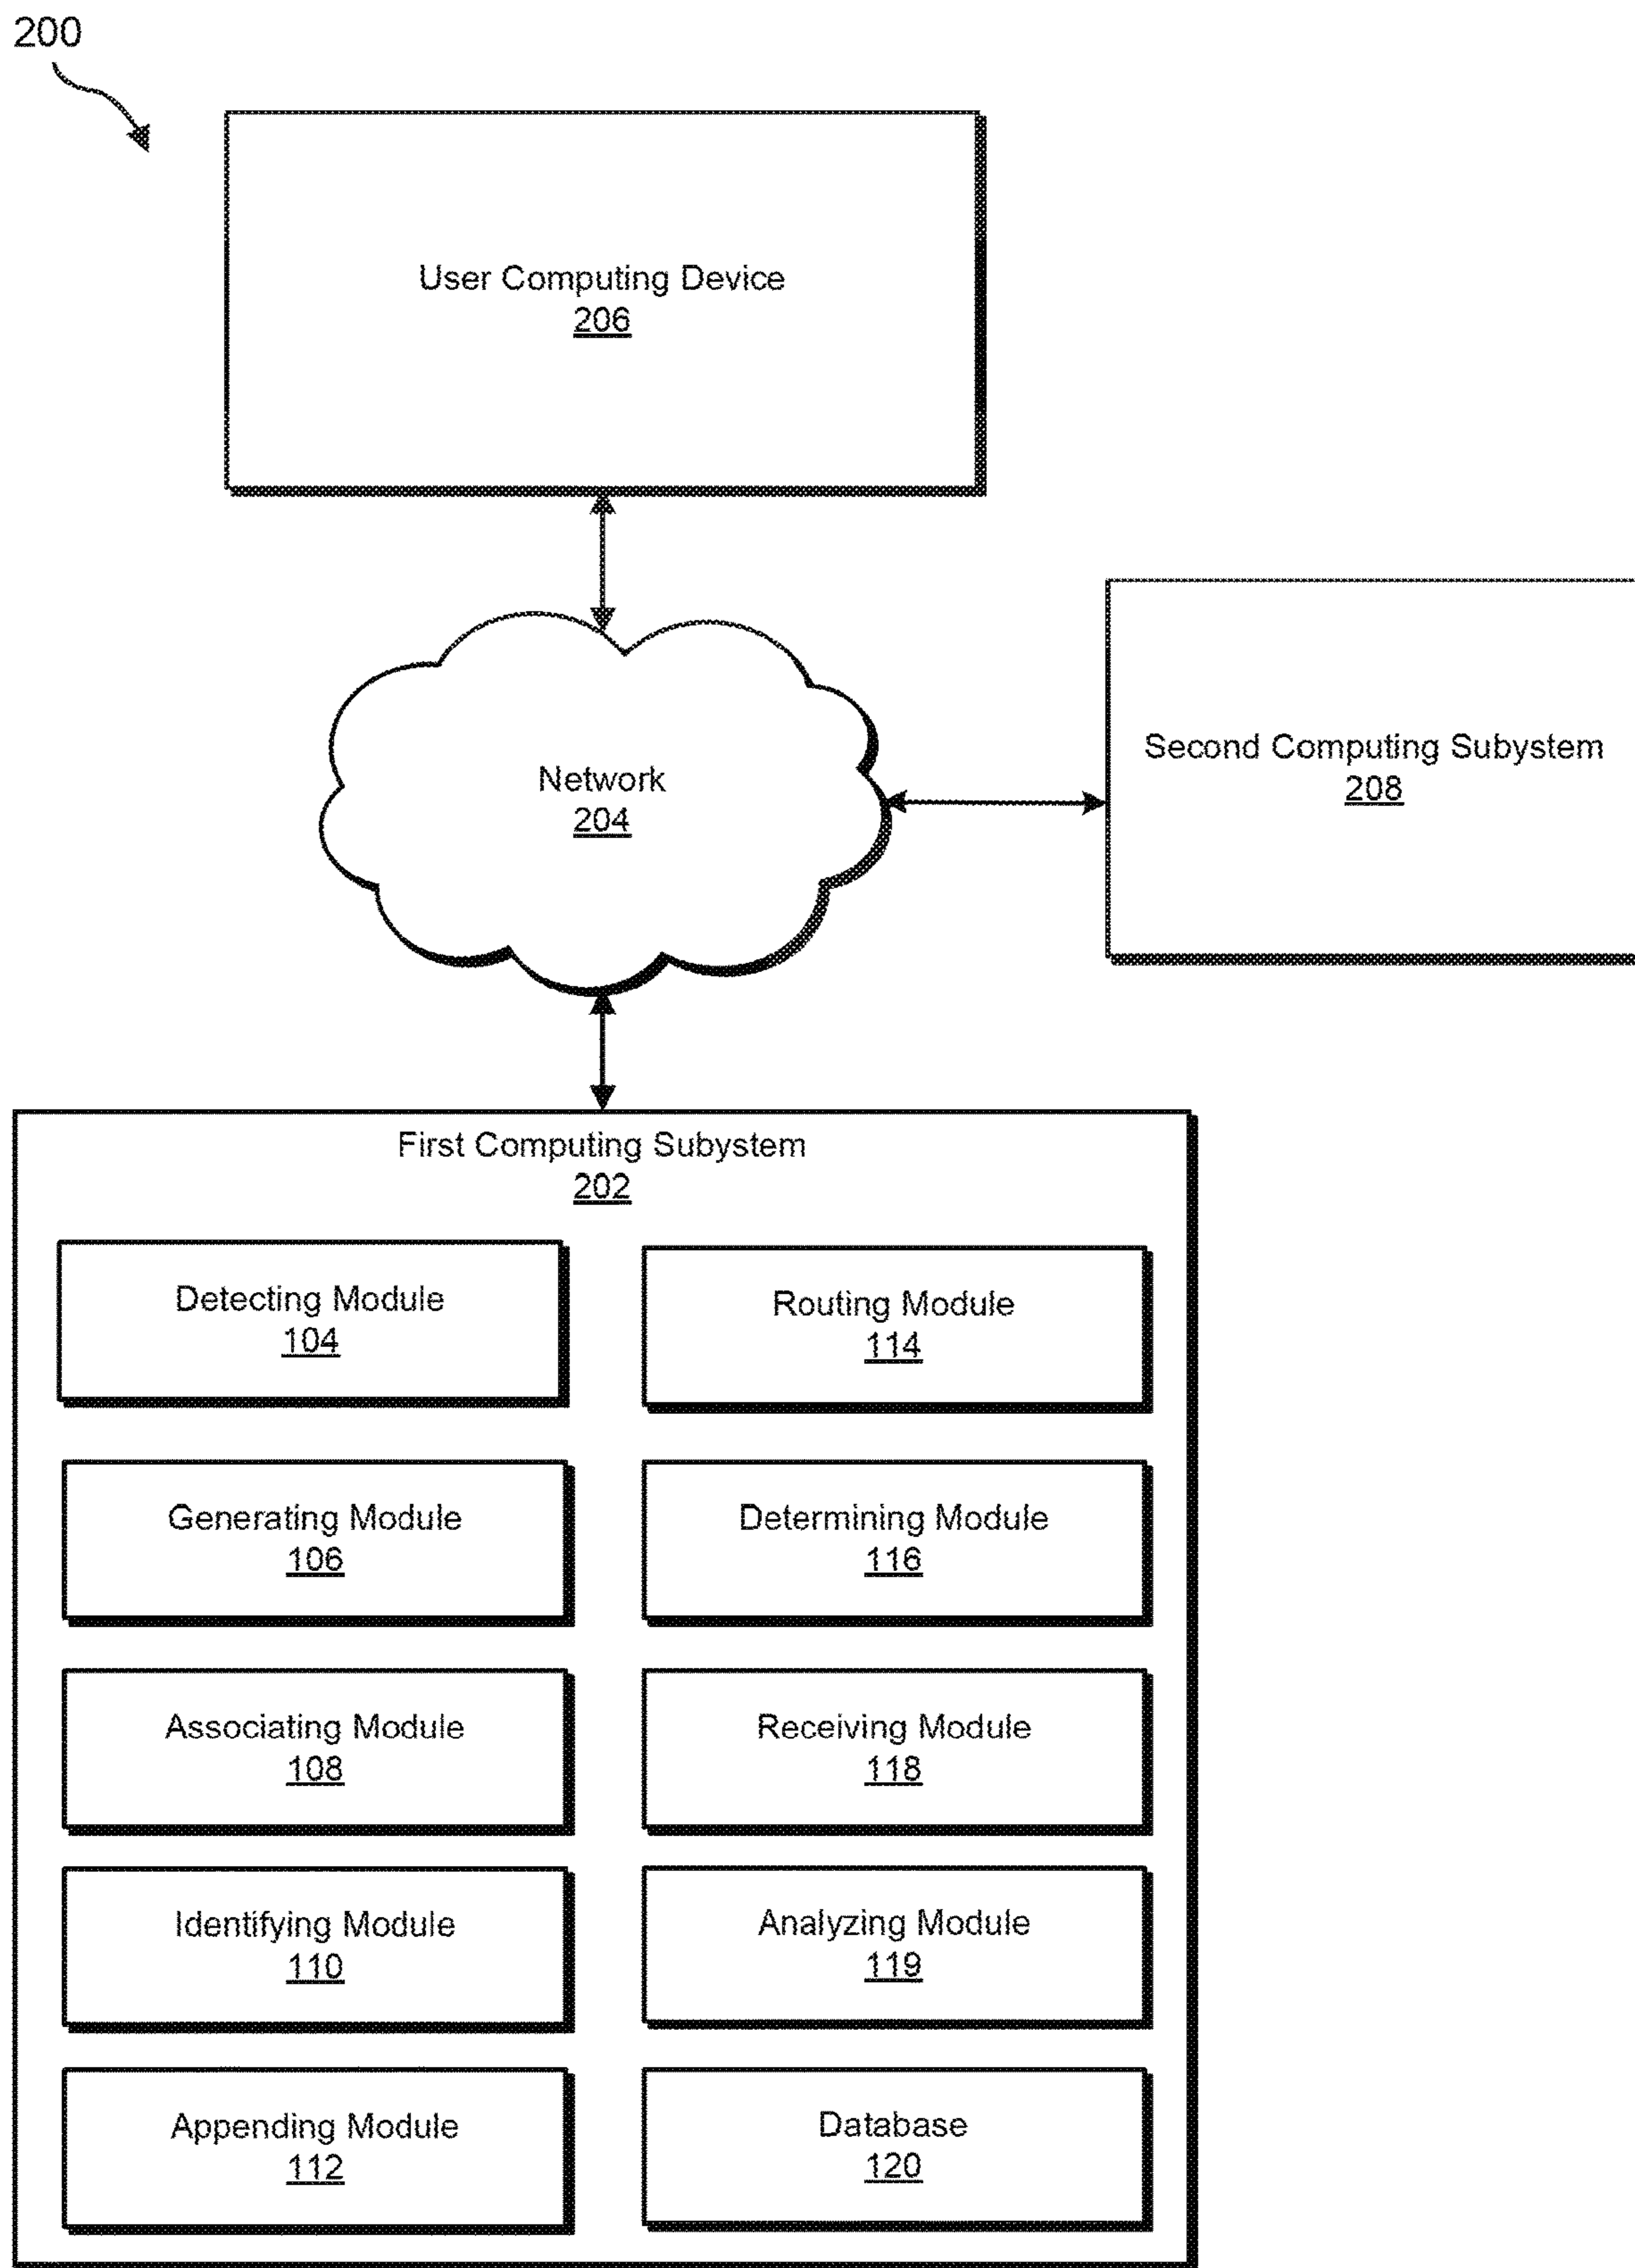 200
User Computing Device
206
Network
204
Second Computing Subystem
208
First Computing Subystem
202
Detecting Module
104
Routing Module
114
Generating Module
106
Determining Module
116
Associating Module
108
Receiving Module
118
Identifying Module
110
Analyzing Module
119
Appending Module
112
Database
120